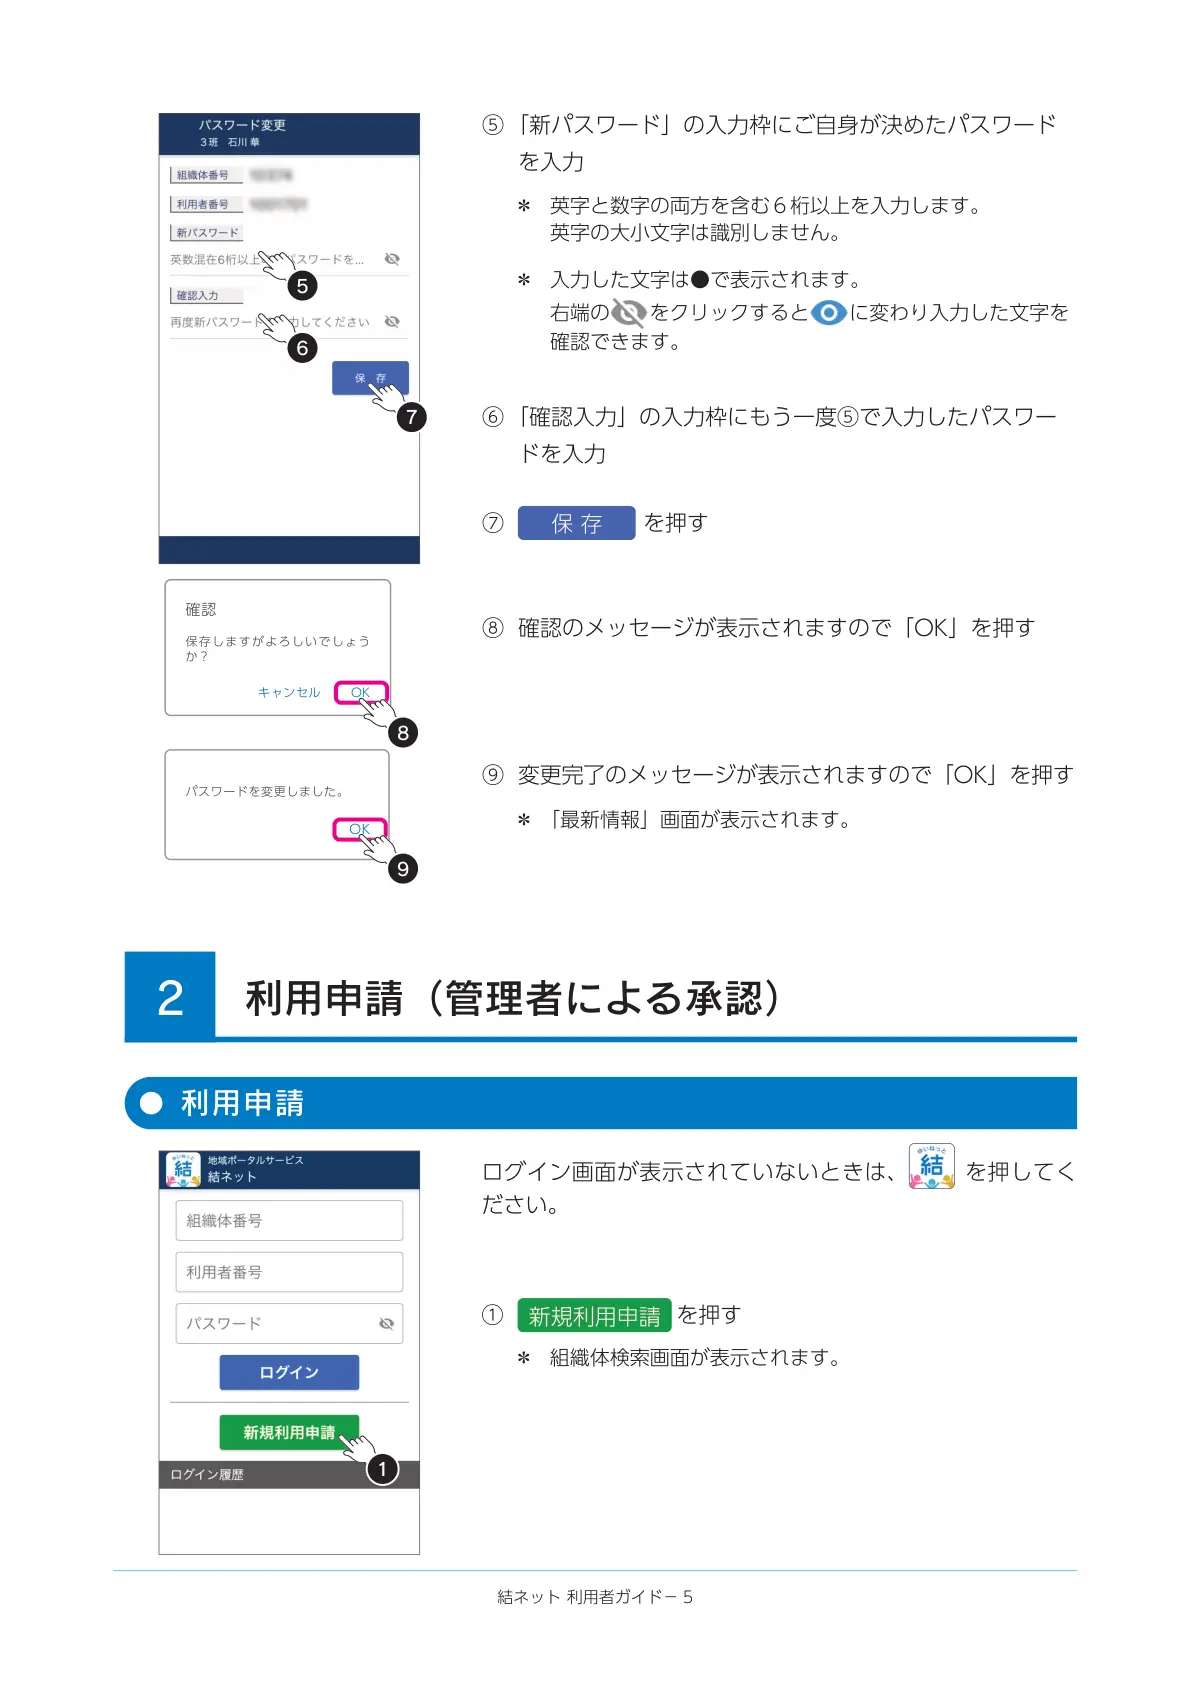 パスワード変更
3班　石川 華
組織体番号
利用者番号
新パスワード
英数混在6桁以上 パスワードを...
5
確認入力
再度新パスワード 力してください
6
保　存
7
⑤「新パスワード」の入力枠にご自身が決めたパスワード
を入力
＊　英字と数字の両方を含む６桁以上を入力します。
英字の大小文字は識別しません。
＊　入力した文字は●で表示されます。
右端の をクリックすると に変わり入力した文字を
確認できます。
⑥「確認入力」の入力枠にもう一度⑤で入力したパスワー
ドを入力
⑦ 保 存 を押す
確認
保存しますがよろしいでしょう
か？
キャンセル　OK
8
⑧ 確認のメッセージが表示されますので「OK」を押す
パスワードを変更しました。
OK
9
⑨ 変更完了のメッセージが表示されますので「OK」を押す
＊　「最新情報」画面が表示されます。
2 利用申請（管理者による承認）
● 利用申請
ゆいねっと
結
地域ポータルサービス
結ネット
組織体番号
利用者番号
パスワード
ログイン
新規利用申請
1
ログイン履歴
ログイン画面が表示されていないときは、 ゆいねっと 結 を押してく
ださい。
① 新規利用申請 を押す
＊　組織体検索画面が表示されます。
結ネット 利用者ガイド− 5